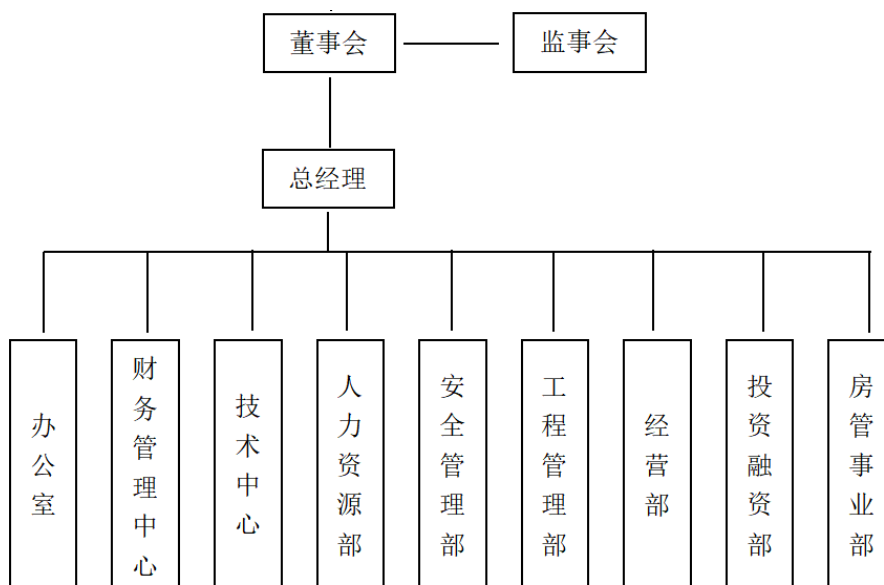 董事会
监事会
总经理
办公室
财务管理中心
技术中心
人力资源部
安全管理部
工程管理部
经营部
投资融资部
房管事业部